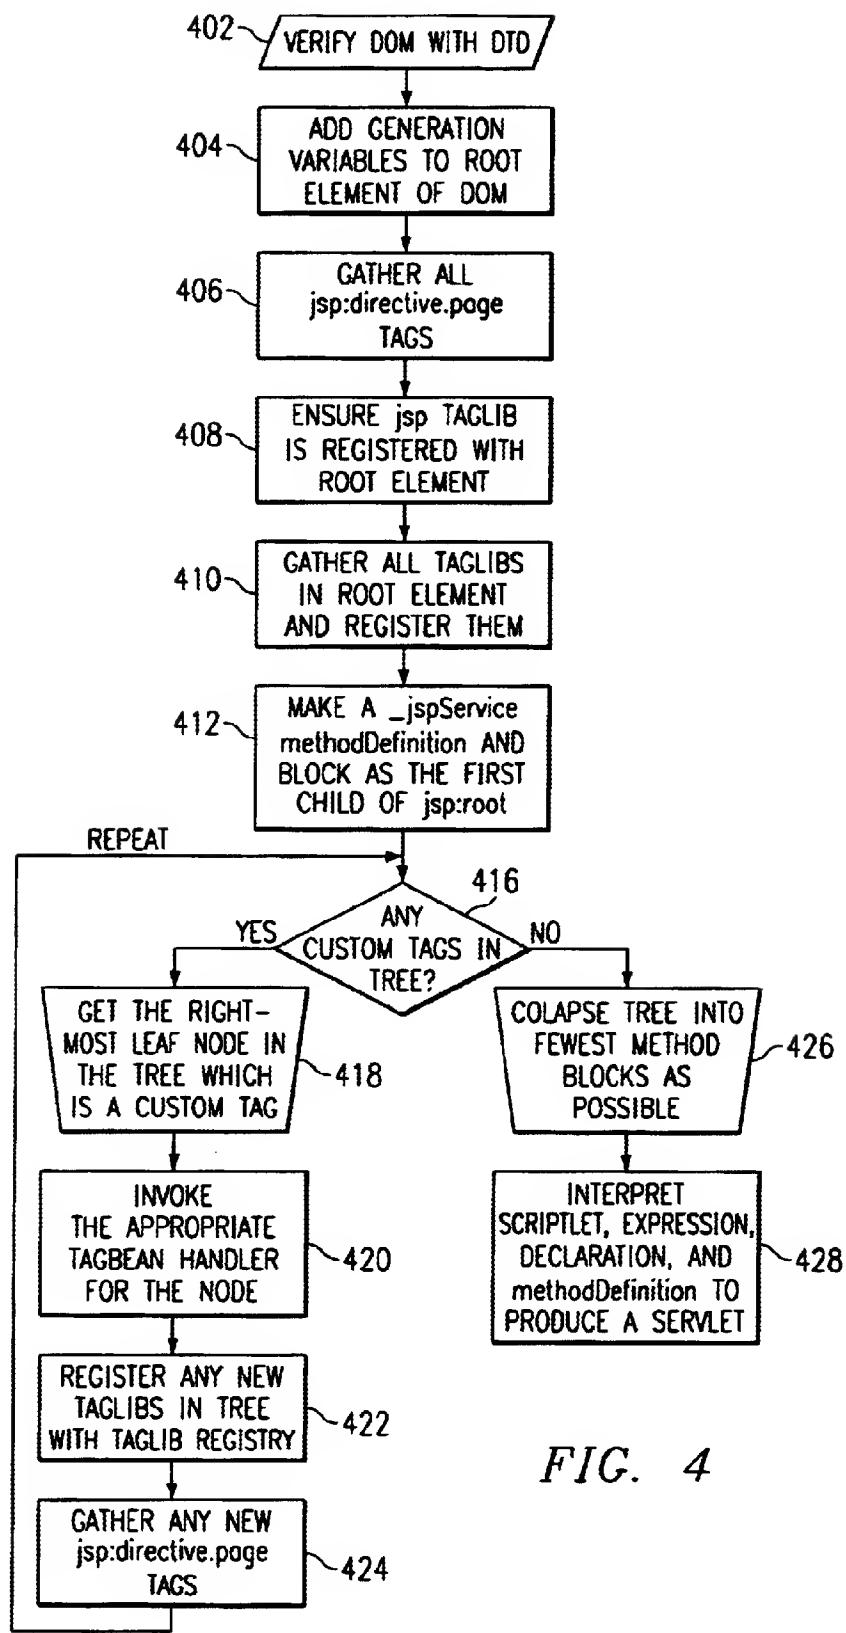 402
VERIFY DOM WITH DTD
404
ADD GENERATION
VARIABLES TO ROOT
ELEMENT OF DOM
406
GATHER ALL
jsp:directive.page
TAGS
408
ENSURE jsp TAGLIB
IS REGISTERED WITH
ROOT ELEMENT
410
GATHER ALL TAGLIBS
IN ROOT ELEMENT
AND REGISTER THEM
412
MAKE A _jspService
methodDefinition AND
BLOCK AS THE FIRST
CHILD OF jsp:root
REPEAT
416
ANY
CUSTOM TAGS IN
TREE?
YES
NO
GET THE RIGHT-
MOST LEAF NODE IN
THE TREE WHICH
IS A CUSTOM TAG
418
COLAPSE TREE INTO
FEWEST METHOD
BLOCKS AS
POSSIBLE
426
INVOKE
THE APPROPRIATE
TAGBEAN HANDLER
FOR THE NODE
420
INTERPRET
SCRIPTLET, EXPRESSION,
DECLARATION, AND
methodDefinition TO
PRODUCE A SERVLET
428
REGISTER ANY NEW
TAGLIBS IN TREE
WITH TAGLIB REGISTRY
422
GATHER ANY NEW
jsp:directive.page
TAGS
424
FIG. 4